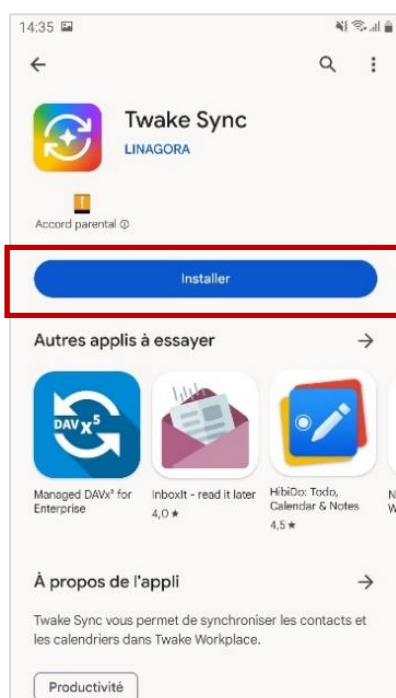 14:35
Twake Sync
LINAGORA
Accord parental
Installer
Autres applis à essayer
DAV x⁵
Managed DAVx⁵ for
Enterprise
InboxIt - read it later
4,0 ★
HibiDo: Todo,
Calendar & Notes
4,5 ★
N
W
À propos de l'appli
Twake Sync vous permet de synchroniser les contacts et
les calendriers dans Twake Workplace.
Productivité